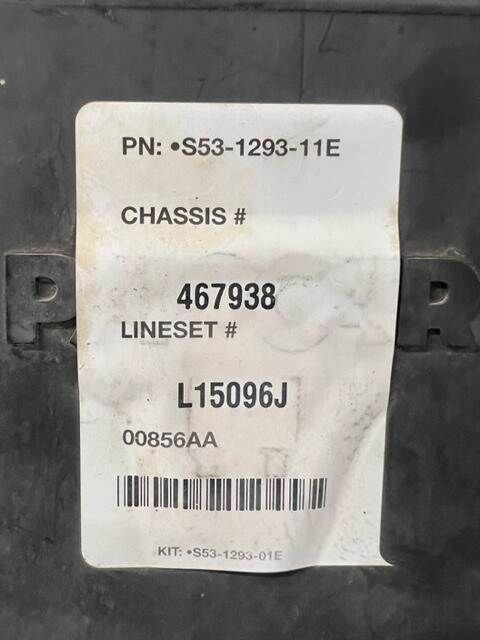 PN: •S53-1293-11E
CHASSIS #
467938
LINESET #
L15096J
00856AA
KIT: •S53-1293-01E